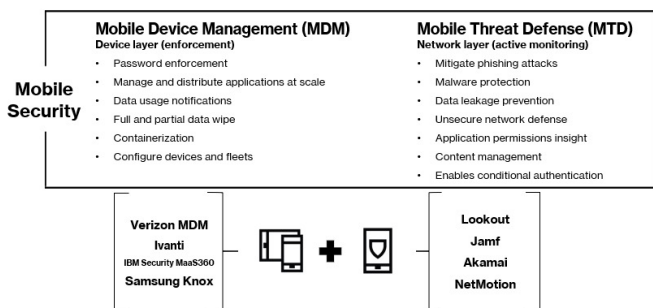 Mobile Security
Mobile Device Management (MDM)
Device layer (enforcement)
• Password enforcement
• Manage and distribute applications at scale
• Data usage notifications
• Full and partial data wipe
• Containerization
• Configure devices and fleets
Mobile Threat Defense (MTD)
Network layer (active monitoring)
• Mitigate phishing attacks
• Malware protection
• Data leakage prevention
• Unsecure network defense
• Application permissions insight
• Content management
• Enables conditional authentication
Verizon MDM
Ivanti
IBM Security MaaS360
Samsung Knox
Lookout
Jamf
Akamai
NetMotion